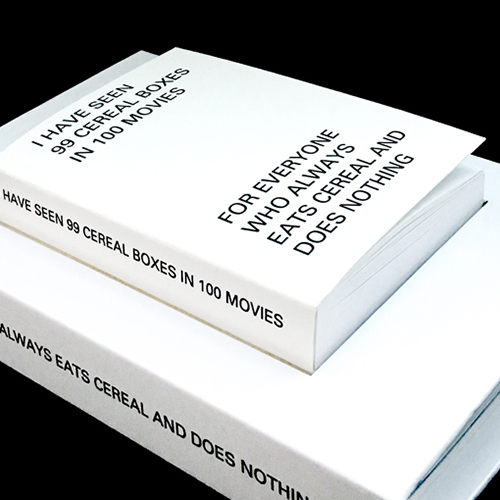 I HAVE SEEN
99 CEREAL BOXES
IN 100 MOVIES
FOR EVERYONE
WHO ALWAYS
EATS CEREAL AND
DOES NOTHING
HAVE SEEN 99 CEREAL BOXES IN 100 MOVIES
ALWAYS EATS CEREAL AND DOES NOTHIN